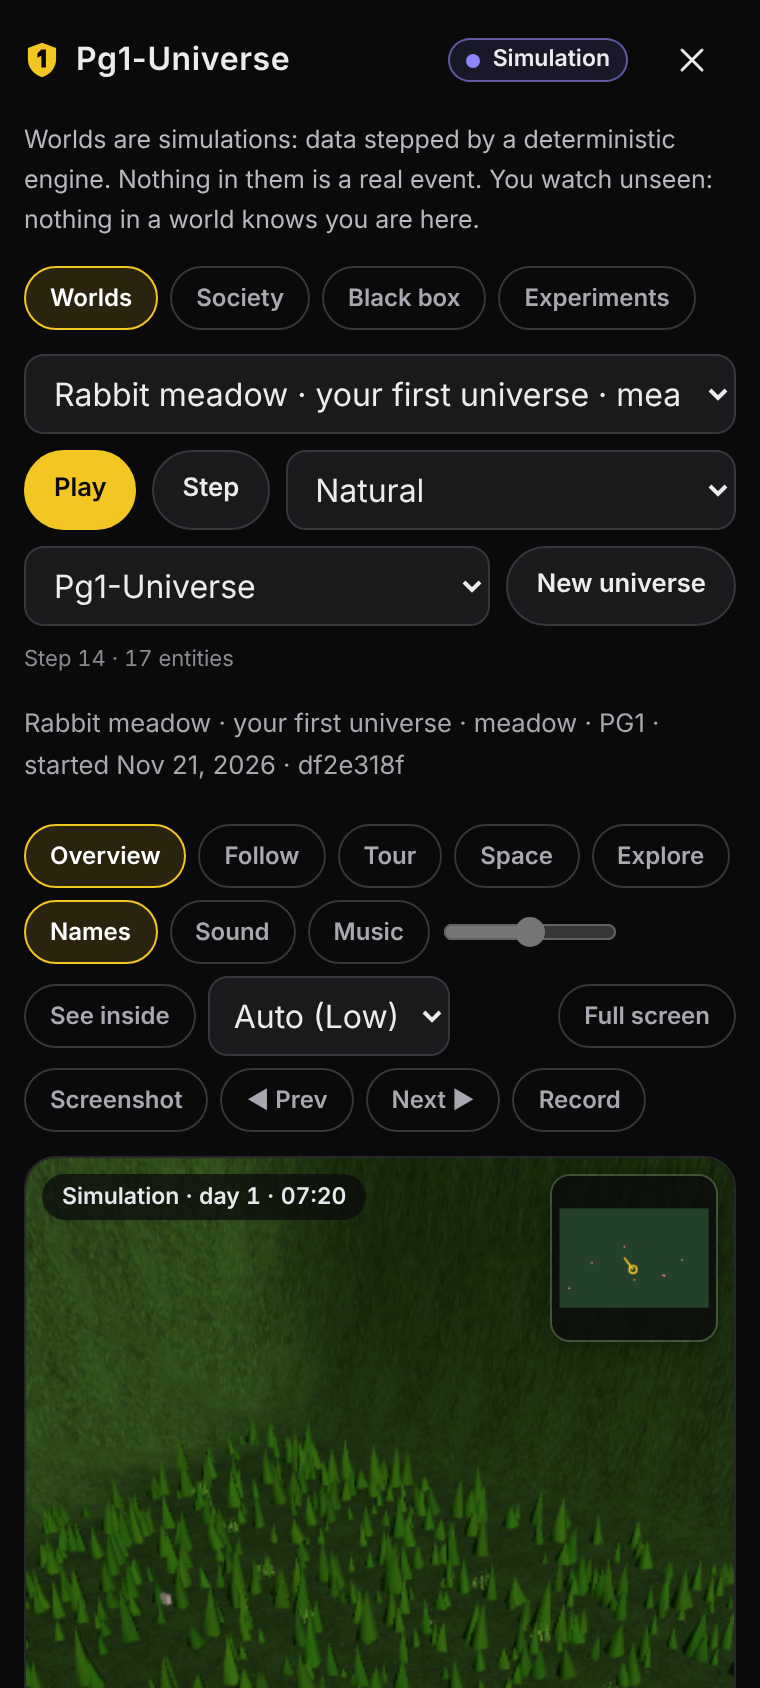 Pg1-Universe
Simulation
Worlds are simulations: data stepped by a deterministic
engine. Nothing in them is a real event. You watch unseen:
nothing in a world knows you are here.
Worlds
Society
Black box
Experiments
Rabbit meadow · your first universe · mea
Play
Step
Natural
Pg1-Universe
New universe
Step 14 · 17 entities
Rabbit meadow · your first universe · meadow · PG1 ·
started Nov 21, 2026 · df2e318f
Overview
Follow
Tour
Space
Explore
Names
Sound
Music
See inside
Auto (Low)
Full screen
Screenshot
◀ Prev
Next ▶
Record
Simulation · day 1 · 07:20